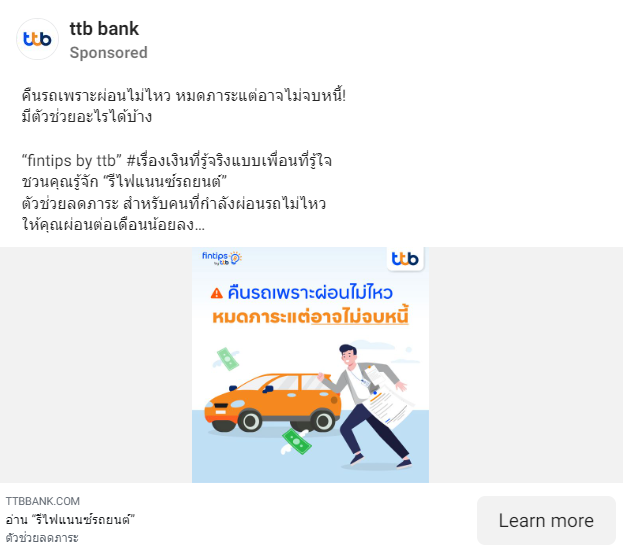 ttb bank
Sponsored
คืนรถเพราะผ่อนไม่ไหว หมดภาระแต่อาจไม่จบหนี้!
มีตัวช่วยอะไรได้บ้าง
“fintips by ttb” #เรื่องเงินที่รู้จริงแบบเพื่อนที่รู้ใจ
ชวนคุณรู้จัก “รีไฟแนนซ์รถยนต์”
ตัวช่วยลดภาระ สำหรับคนที่กำลังผ่อนรถไม่ไหว
ให้คุณผ่อนต่อเดือนน้อยลง...
fintips
by ttb
ttb
คืนรถเพราะผ่อนไม่ไหว
หมดภาระแต่อาจไม่จบหนี้
TTBBANK.COM
อ่าน “รีไฟแนนซ์รถยนต์”
ตัวช่วยลดภาระ
Learn more